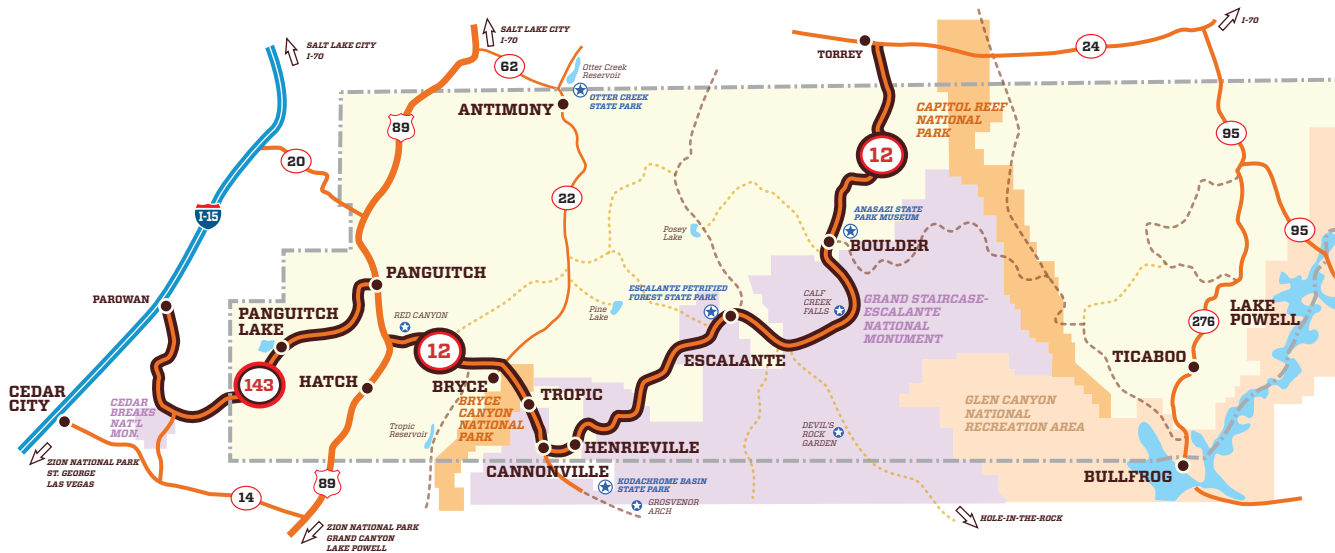 SALT LAKE CITY
I-70
SALT LAKE CITY
I-70
I-70
TORREY
24
62
Otter Creek
Reservoir
OTTER CREEK
STATE PARK
ANTIMONY
CAPITOL REEF
NATIONAL
PARK
89
95
12
20
22
I-15
ANASAZI STATE
PARK MUSEUM
BOULDER
Posey
Lake
95
PANGUITCH
PAROWAN
ESCALANTE PETRIFIED
FOREST STATE PARK
CALF
CREEK
FALLS
GRAND STAIRCASE-
ESCALANTE
NATIONAL
MONUMENT
LAKE
POWELL
PANGUITCH
LAKE
RED CANYON
Pine
Lake
276
12
ESCALANTE
TICABOO
143
HATCH
BRYCE
TROPIC
CEDAR
CITY
CEDAR
BREAKS
NAT'L
MON.
BRYCE
CANYON
NATIONAL
PARK
GLEN CANYON
NATIONAL
RECREATION AREA
Tropic
Reservoir
DEVIL'S
ROCK
GARDEN
HENRIEVILLE
CANNONVILLE
ZION NATIONAL PARK
ST. GEORGE
LAS VEGAS
BULLFROG
89
KODACHROME BASIN
STATE PARK
14
GROSVENOR
ARCH
HOLE-IN-THE-ROCK
ZION NATIONAL PARK
GRAND CANYON
LAKE POWELL